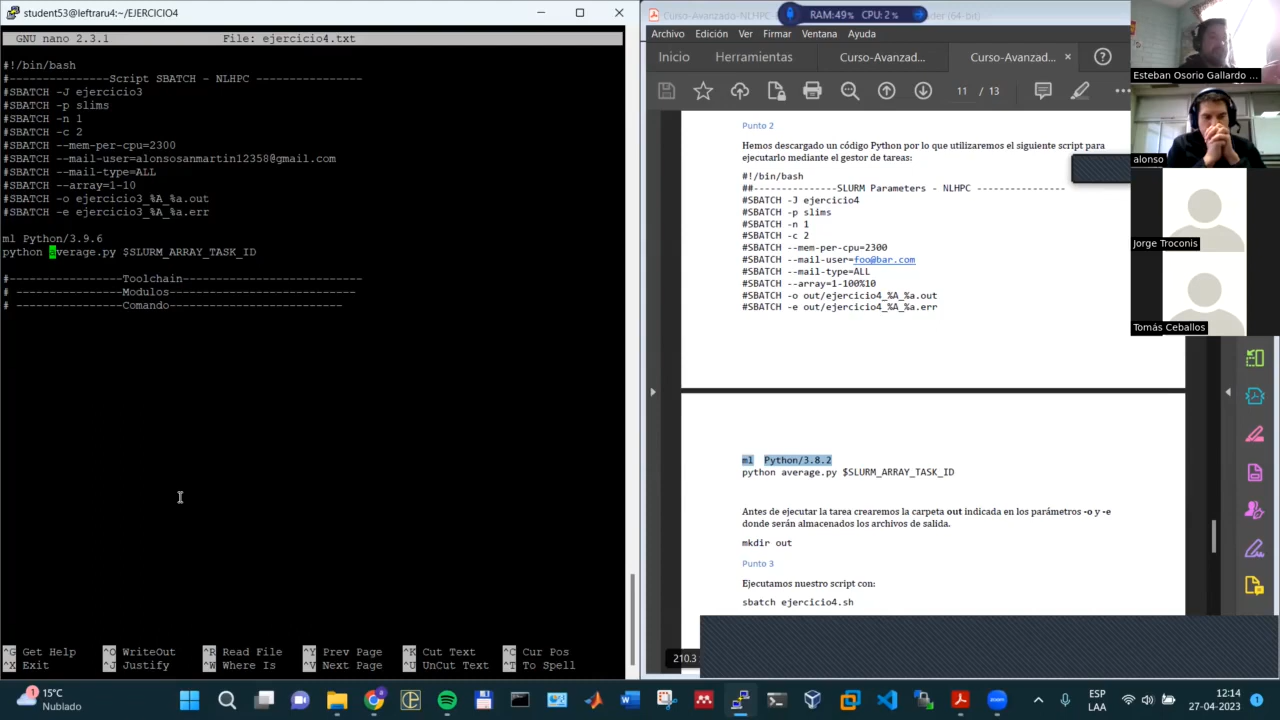 student53@leftraru4:~/EJERCICIO4
GNU nano 2.3.1 File: ejercicio4.txt
#!/bin/bash
#---------------Script SBATCH - NLHPC ----------------
#SBATCH -J ejercicio3
#SBATCH -p slims
#SBATCH -n 1
#SBATCH -c 2
#SBATCH --mem-per-cpu=2300
#SBATCH --mail-user=alonsosanmartin12358@gmail.com
#SBATCH --mail-type=ALL
#SBATCH --array=1-10
#SBATCH -o ejercicio3_%A_%a.out
#SBATCH -e ejercicio3_%A_%a.err
ml Python/3.9.6
python average.py $SLURM_ARRAY_TASK_ID
#-----------------Toolchain---------------------------
# ----------------Modulos----------------------------
# ----------------Comando--------------------------
^G Get Help ^O WriteOut ^R Read File ^Y Prev Page ^K Cut Text ^C Cur Pos
^X Exit ^J Justify ^W Where Is ^V Next Page ^U UnCut Text ^T To Spell
Curso-Avanzado-NLHPC
RAM:49% CPU:2%
(64-bit)
Archivo Edición Ver Firmar Ventana Ayuda
Inicio Herramientas Curso-Avanzad... Curso-Avanzad...
11 / 13
Punto 2
Hemos descargado un código Python por lo que utilizaremos el siguiente script para
ejecutarlo mediante el gestor de tareas:
#!/bin/bash
##---------------SLURM Parameters - NLHPC ----------------
#SBATCH -J ejercicio4
#SBATCH -p slims
#SBATCH -n 1
#SBATCH -c 2
#SBATCH --mem-per-cpu=2300
#SBATCH --mail-user=foo@bar.com
#SBATCH --mail-type=ALL
#SBATCH --array=1-100%10
#SBATCH -o out/ejercicio4_%A_%a.out
#SBATCH -e out/ejercicio4_%A_%a.err
ml Python/3.8.2
python average.py $SLURM_ARRAY_TASK_ID
Antes de ejecutar la tarea crearemos la carpeta out indicada en los parámetros -o y -e
donde serán almacenados los archivos de salida.
mkdir out
Punto 3
Ejecutamos nuestro script con:
sbatch ejercicio4.sh
210.3
Esteban Osorio Gallardo ...
alonso
Jorge Troconis
Tomás Ceballos
1
15°C
Nublado
ESP
LAA
12:14
27-04-2023
1